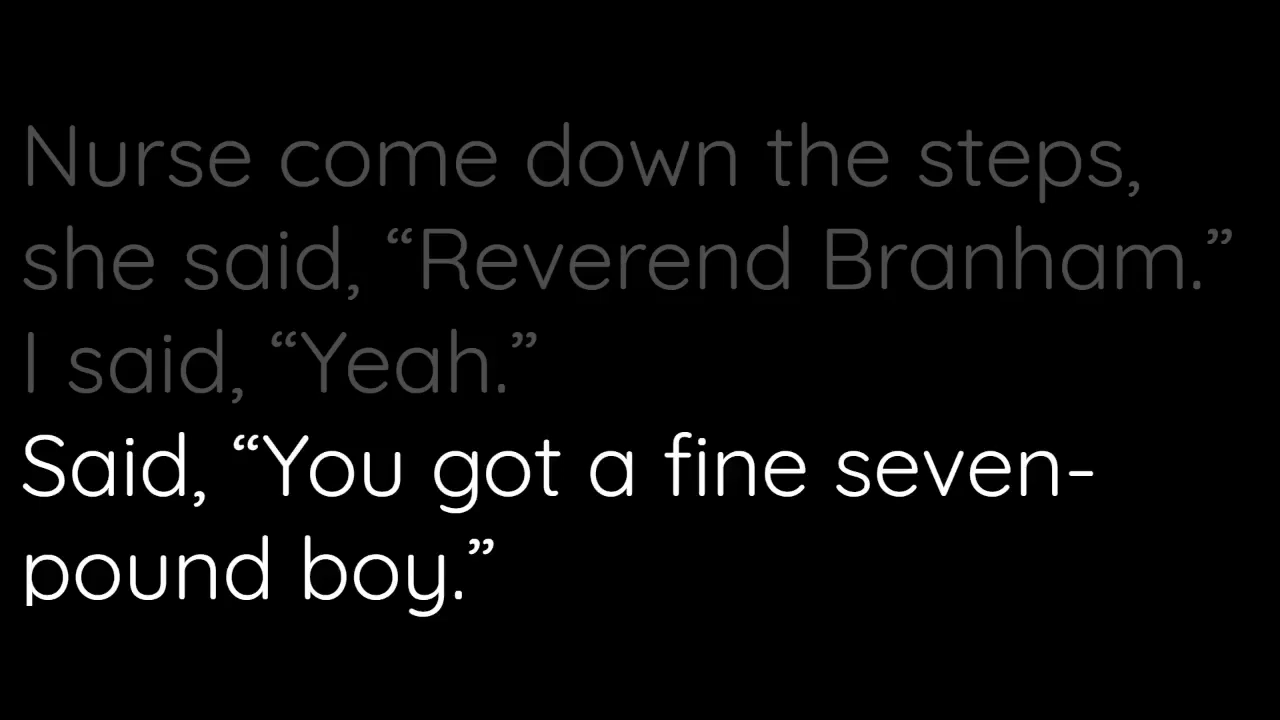 Nurse come down the steps,
she said, “Reverend Branham.”
I said, “Yeah.”
Said, “You got a fine seven-
pound boy.”